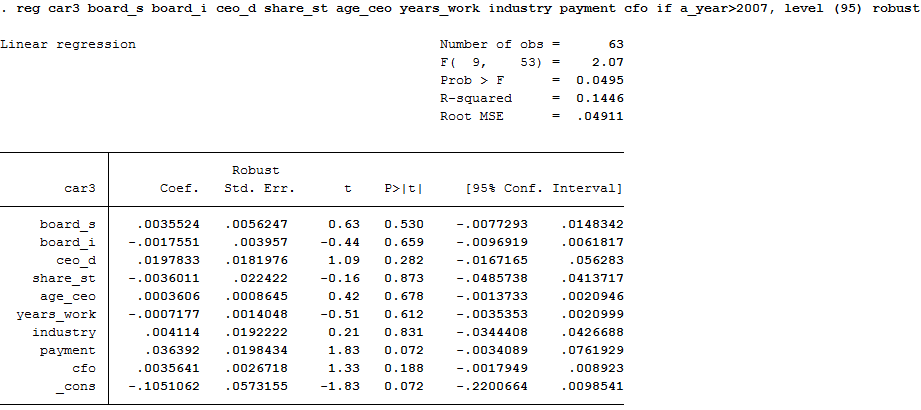 . reg car3 board_s board_i ceo_d share_st age_ceo years_work industry payment cfo if a_year>2007, level (95) robust
Linear regression Number of obs = 63
F( 9, 53) = 2.07
Prob > F = 0.0495
R-squared = 0.1446
Root MSE = .04911
Robust
car3 Coef. Std. Err. t P>|t| [95% Conf. Interval]
board_s .0035524 .0056247 0.63 0.530 -.0077293 .0148342
board_i -.0017551 .003957 -0.44 0.659 -.0096919 .0061817
ceo_d .0197833 .0181976 1.09 0.282 -.0167165 .056283
share_st -.0036011 .022422 -0.16 0.873 -.0485738 .0413717
age_ceo .0003606 .0008645 0.42 0.678 -.0013733 .0020946
years_work -.0007177 .0014048 -0.51 0.612 -.0035353 .0020999
industry .004114 .0192222 0.21 0.831 -.0344408 .0426688
payment .036392 .0198434 1.83 0.072 -.0034089 .0761929
cfo .0035641 .0026718 1.33 0.188 -.0017949 .008923
_cons -.1051062 .0573155 -1.83 0.072 -.2200664 .0098541